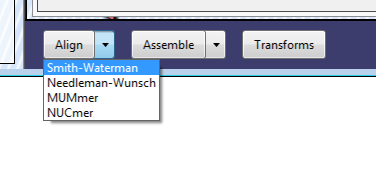 Align Assemble Transforms
Smith-Waterman
Needleman-Wunsch
MUMmer
NUCmer